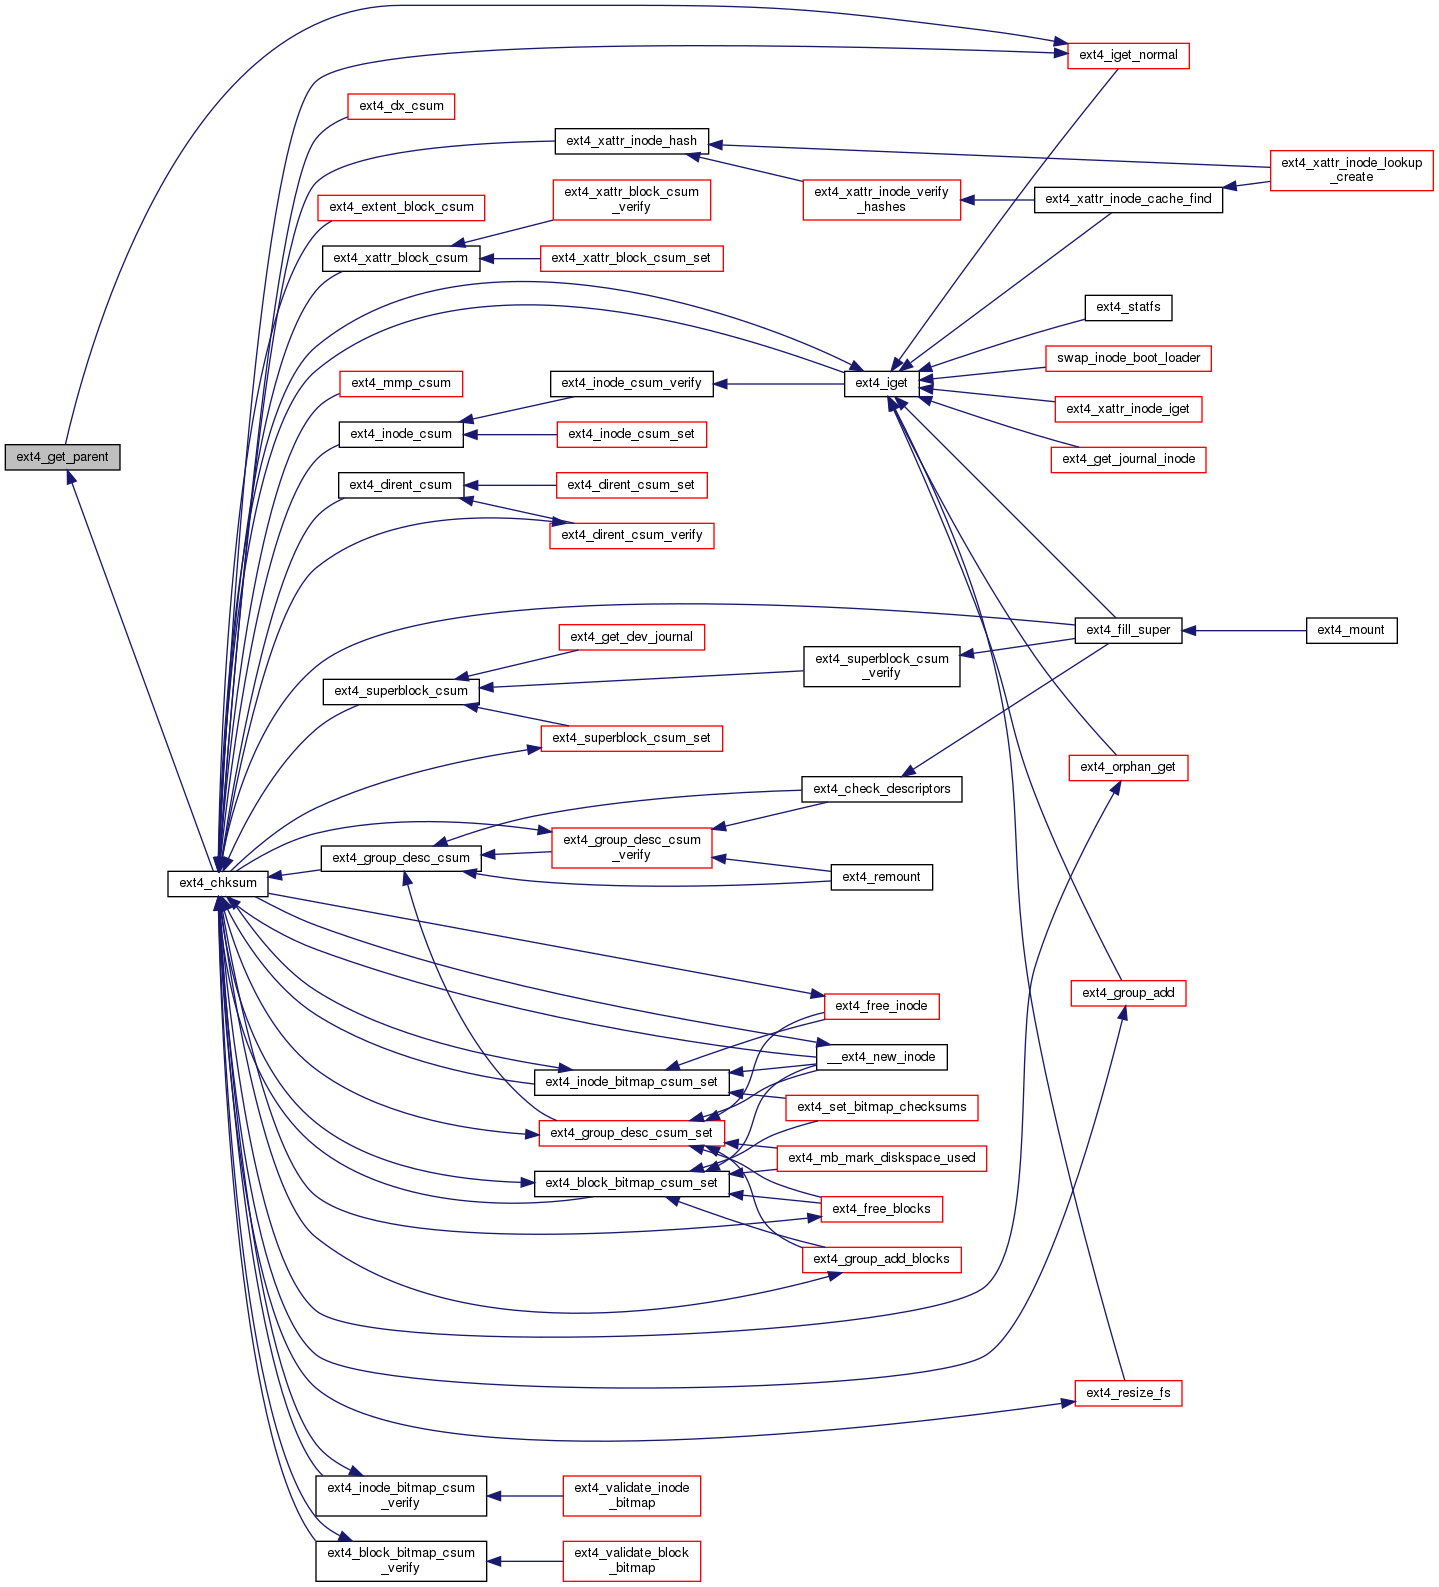 ext4_iget_normal
ext4_dx_csum
ext4_xattr_inode_hash
ext4_xattr_inode_lookup
_create
ext4_xattr_inode_verify
_hashes
ext4_xattr_block_csum
_verify
ext4_extent_block_csum
ext4_xattr_inode_cache_find
ext4_xattr_block_csum
ext4_xattr_block_csum_set
ext4_statfs
swap_inode_boot_loader
ext4_mmp_csum
ext4_inode_csum_verify
ext4_iget
ext4_xattr_inode_iget
ext4_inode_csum
ext4_inode_csum_set
ext4_get_parent
ext4_get_journal_inode
ext4_dirent_csum
ext4_dirent_csum_set
ext4_dirent_csum_verify
ext4_fill_super
ext4_mount
ext4_get_dev_journal
ext4_superblock_csum
_verify
ext4_superblock_csum
ext4_superblock_csum_set
ext4_orphan_get
ext4_check_descriptors
ext4_group_desc_csum
_verify
ext4_group_desc_csum
ext4_remount
ext4_chksum
ext4_group_add
ext4_free_inode
__ext4_new_inode
ext4_inode_bitmap_csum_set
ext4_set_bitmap_checksums
ext4_group_desc_csum_set
ext4_mb_mark_diskspace_used
ext4_block_bitmap_csum_set
ext4_free_blocks
ext4_group_add_blocks
ext4_resize_fs
ext4_inode_bitmap_csum
_verify
ext4_validate_inode
_bitmap
ext4_block_bitmap_csum
_verify
ext4_validate_block
_bitmap